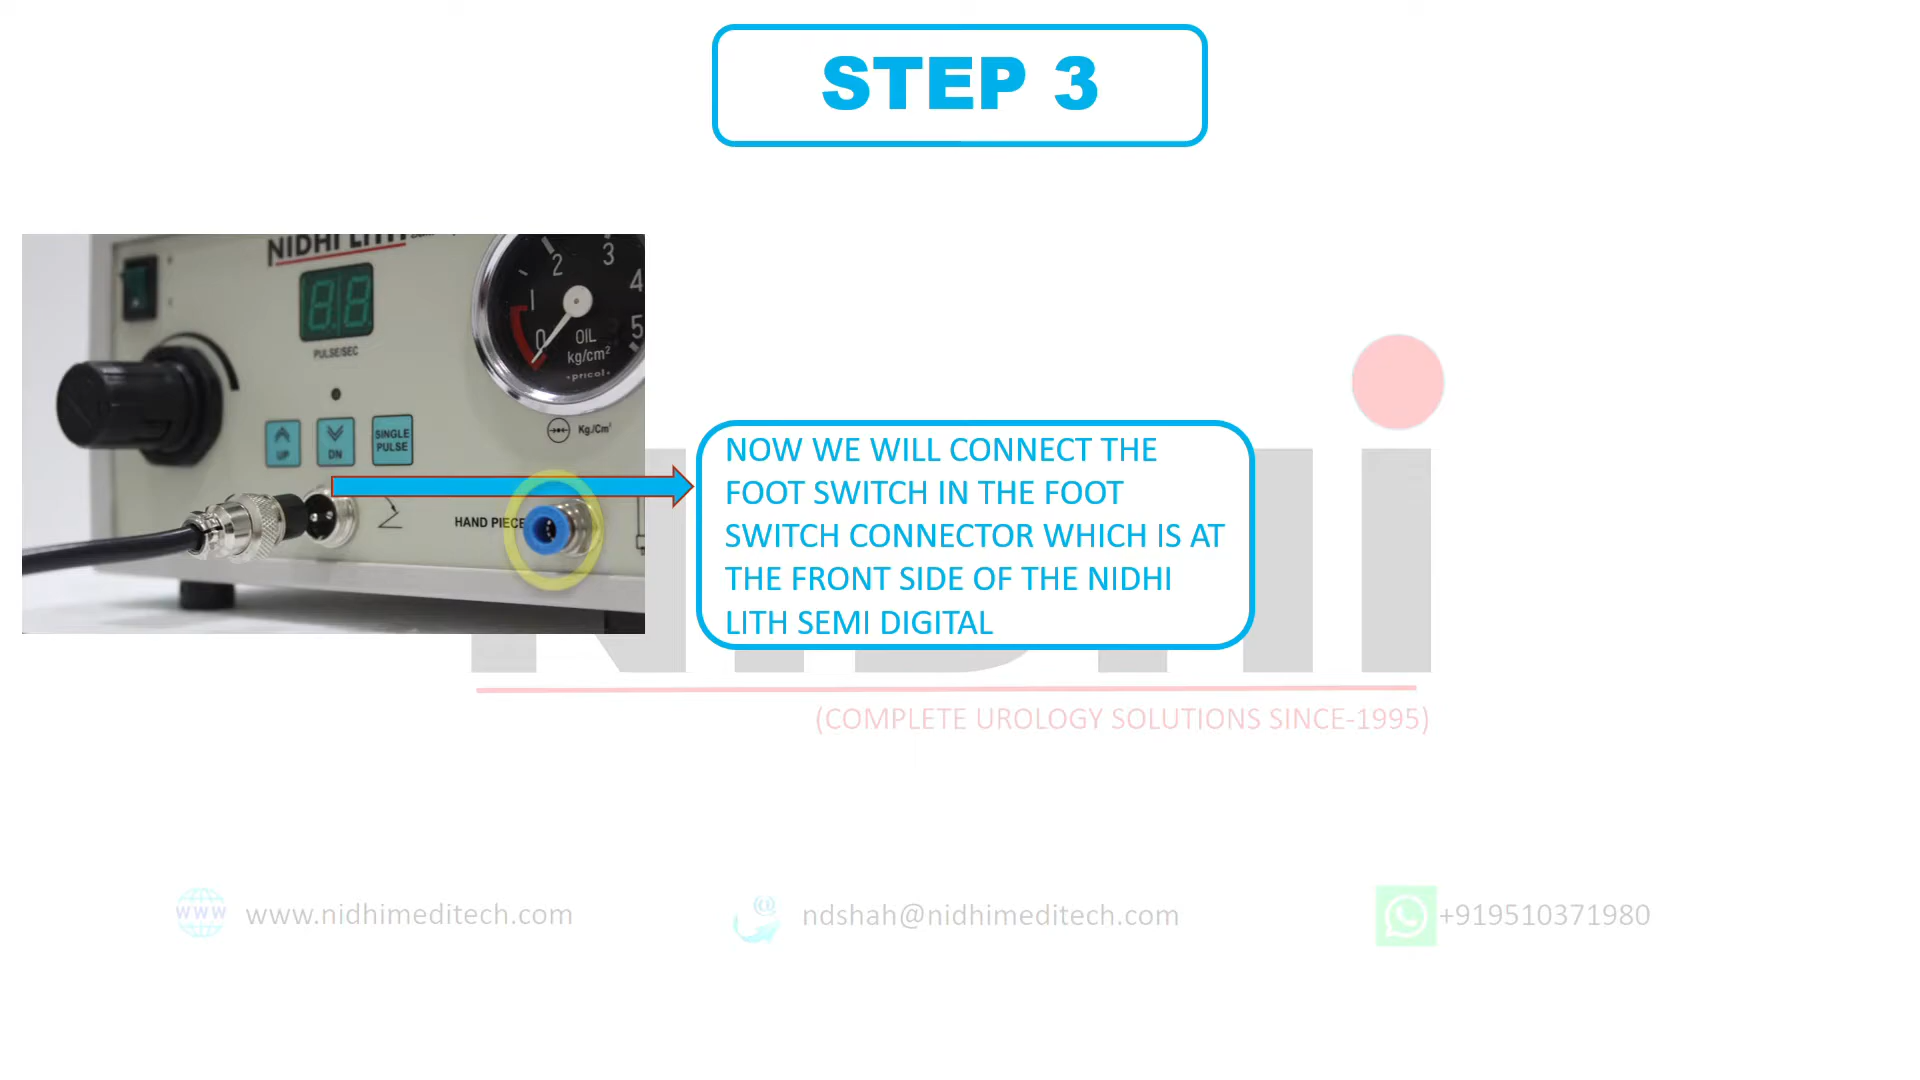 STEP 3
NIDHI LITH
PULSE/SEC
UP
DN
SINGLE
PULSE
HAND PIECE
0
1
2
3
4
5
OIL
kg/cm²
•pricol•
Kg./Cm²
NOW WE WILL CONNECT THE
FOOT SWITCH IN THE FOOT
SWITCH CONNECTOR WHICH IS AT
THE FRONT SIDE OF THE NIDHI
LITH SEMI DIGITAL
NIDHI
(COMPLETE UROLOGY SOLUTIONS SINCE-1995)
www www.nidhimeditech.com
@ ndshah@nidhimeditech.com
+919510371980